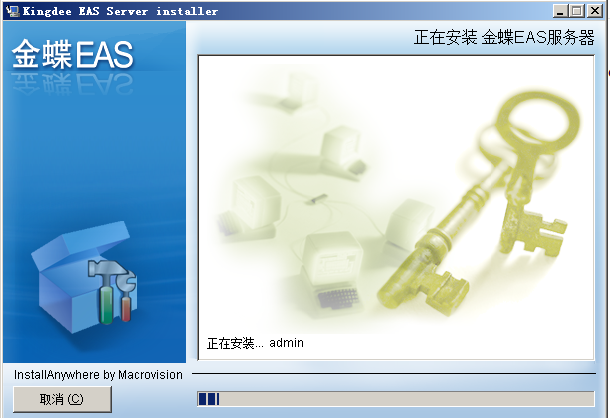 Kingdee EAS Server installer
金蝶EAS
正在安装 金蝶EAS服务器
正在安装... admin
InstallAnywhere by Macrovision
取消 (C)